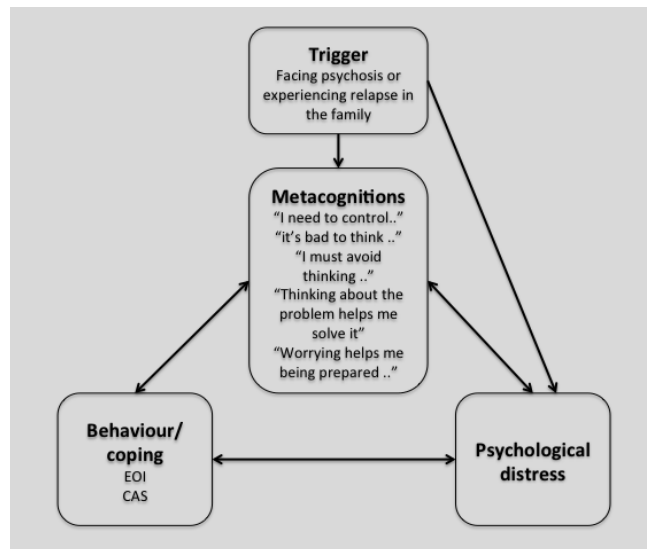 Trigger
Facing psychosis or
experiencing relapse in
the family
Metacognitions
“I need to control..”
“it’s bad to think ..”
“I must avoid
thinking ..”
“Thinking about the
problem helps me
solve it”
“Worrying helps me
being prepared ..”
Behaviour/
coping
EOI
CAS
Psychological
distress